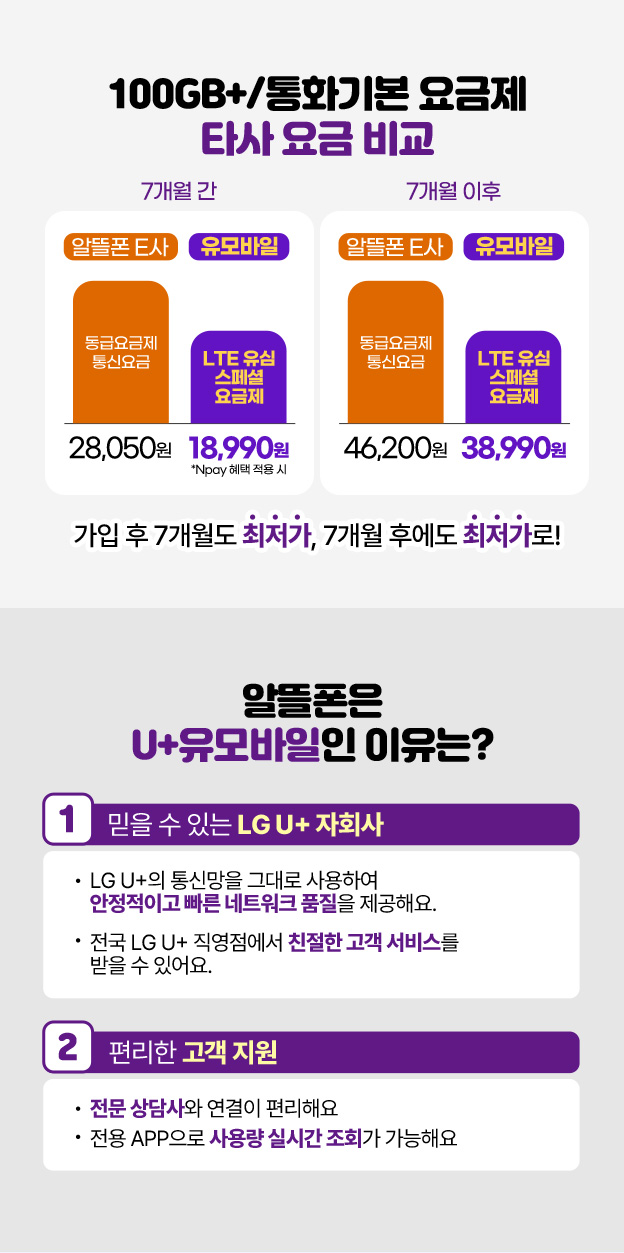 100GB+/통화기본 요금제
타사 요금 비교
7개월 간
알뜰폰 E사
유모바일
동급요금제
통신요금
LTE 유심
스페셜
요금제
28,050원
18,990원
*Npay 혜택 적용 시
7개월 이후
알뜰폰 E사
유모바일
동급요금제
통신요금
LTE 유심
스페셜
요금제
46,200원
38,990원
가입 후 7개월도 최저가, 7개월 후에도 최저가로!
알뜰폰은
U+유모바일인 이유는?
1 믿을 수 있는 LG U+ 자회사
• LG U+의 통신망을 그대로 사용하여
안정적이고 빠른 네트워크 품질을 제공해요.
• 전국 LG U+ 직영점에서 친절한 고객 서비스를
받을 수 있어요.
2 편리한 고객 지원
• 전문 상담사와 연결이 편리해요
• 전용 APP으로 사용량 실시간 조회가 가능해요